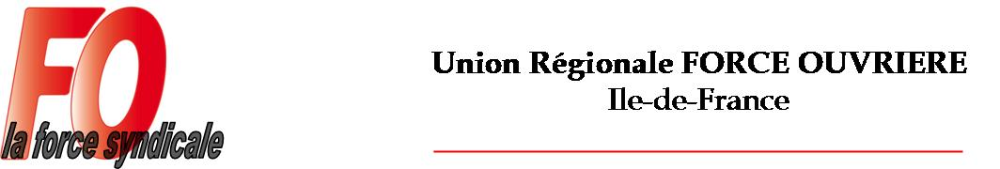 FO
la force syndicale
Union Régionale FORCE OUVRIERE
Ile-de-France